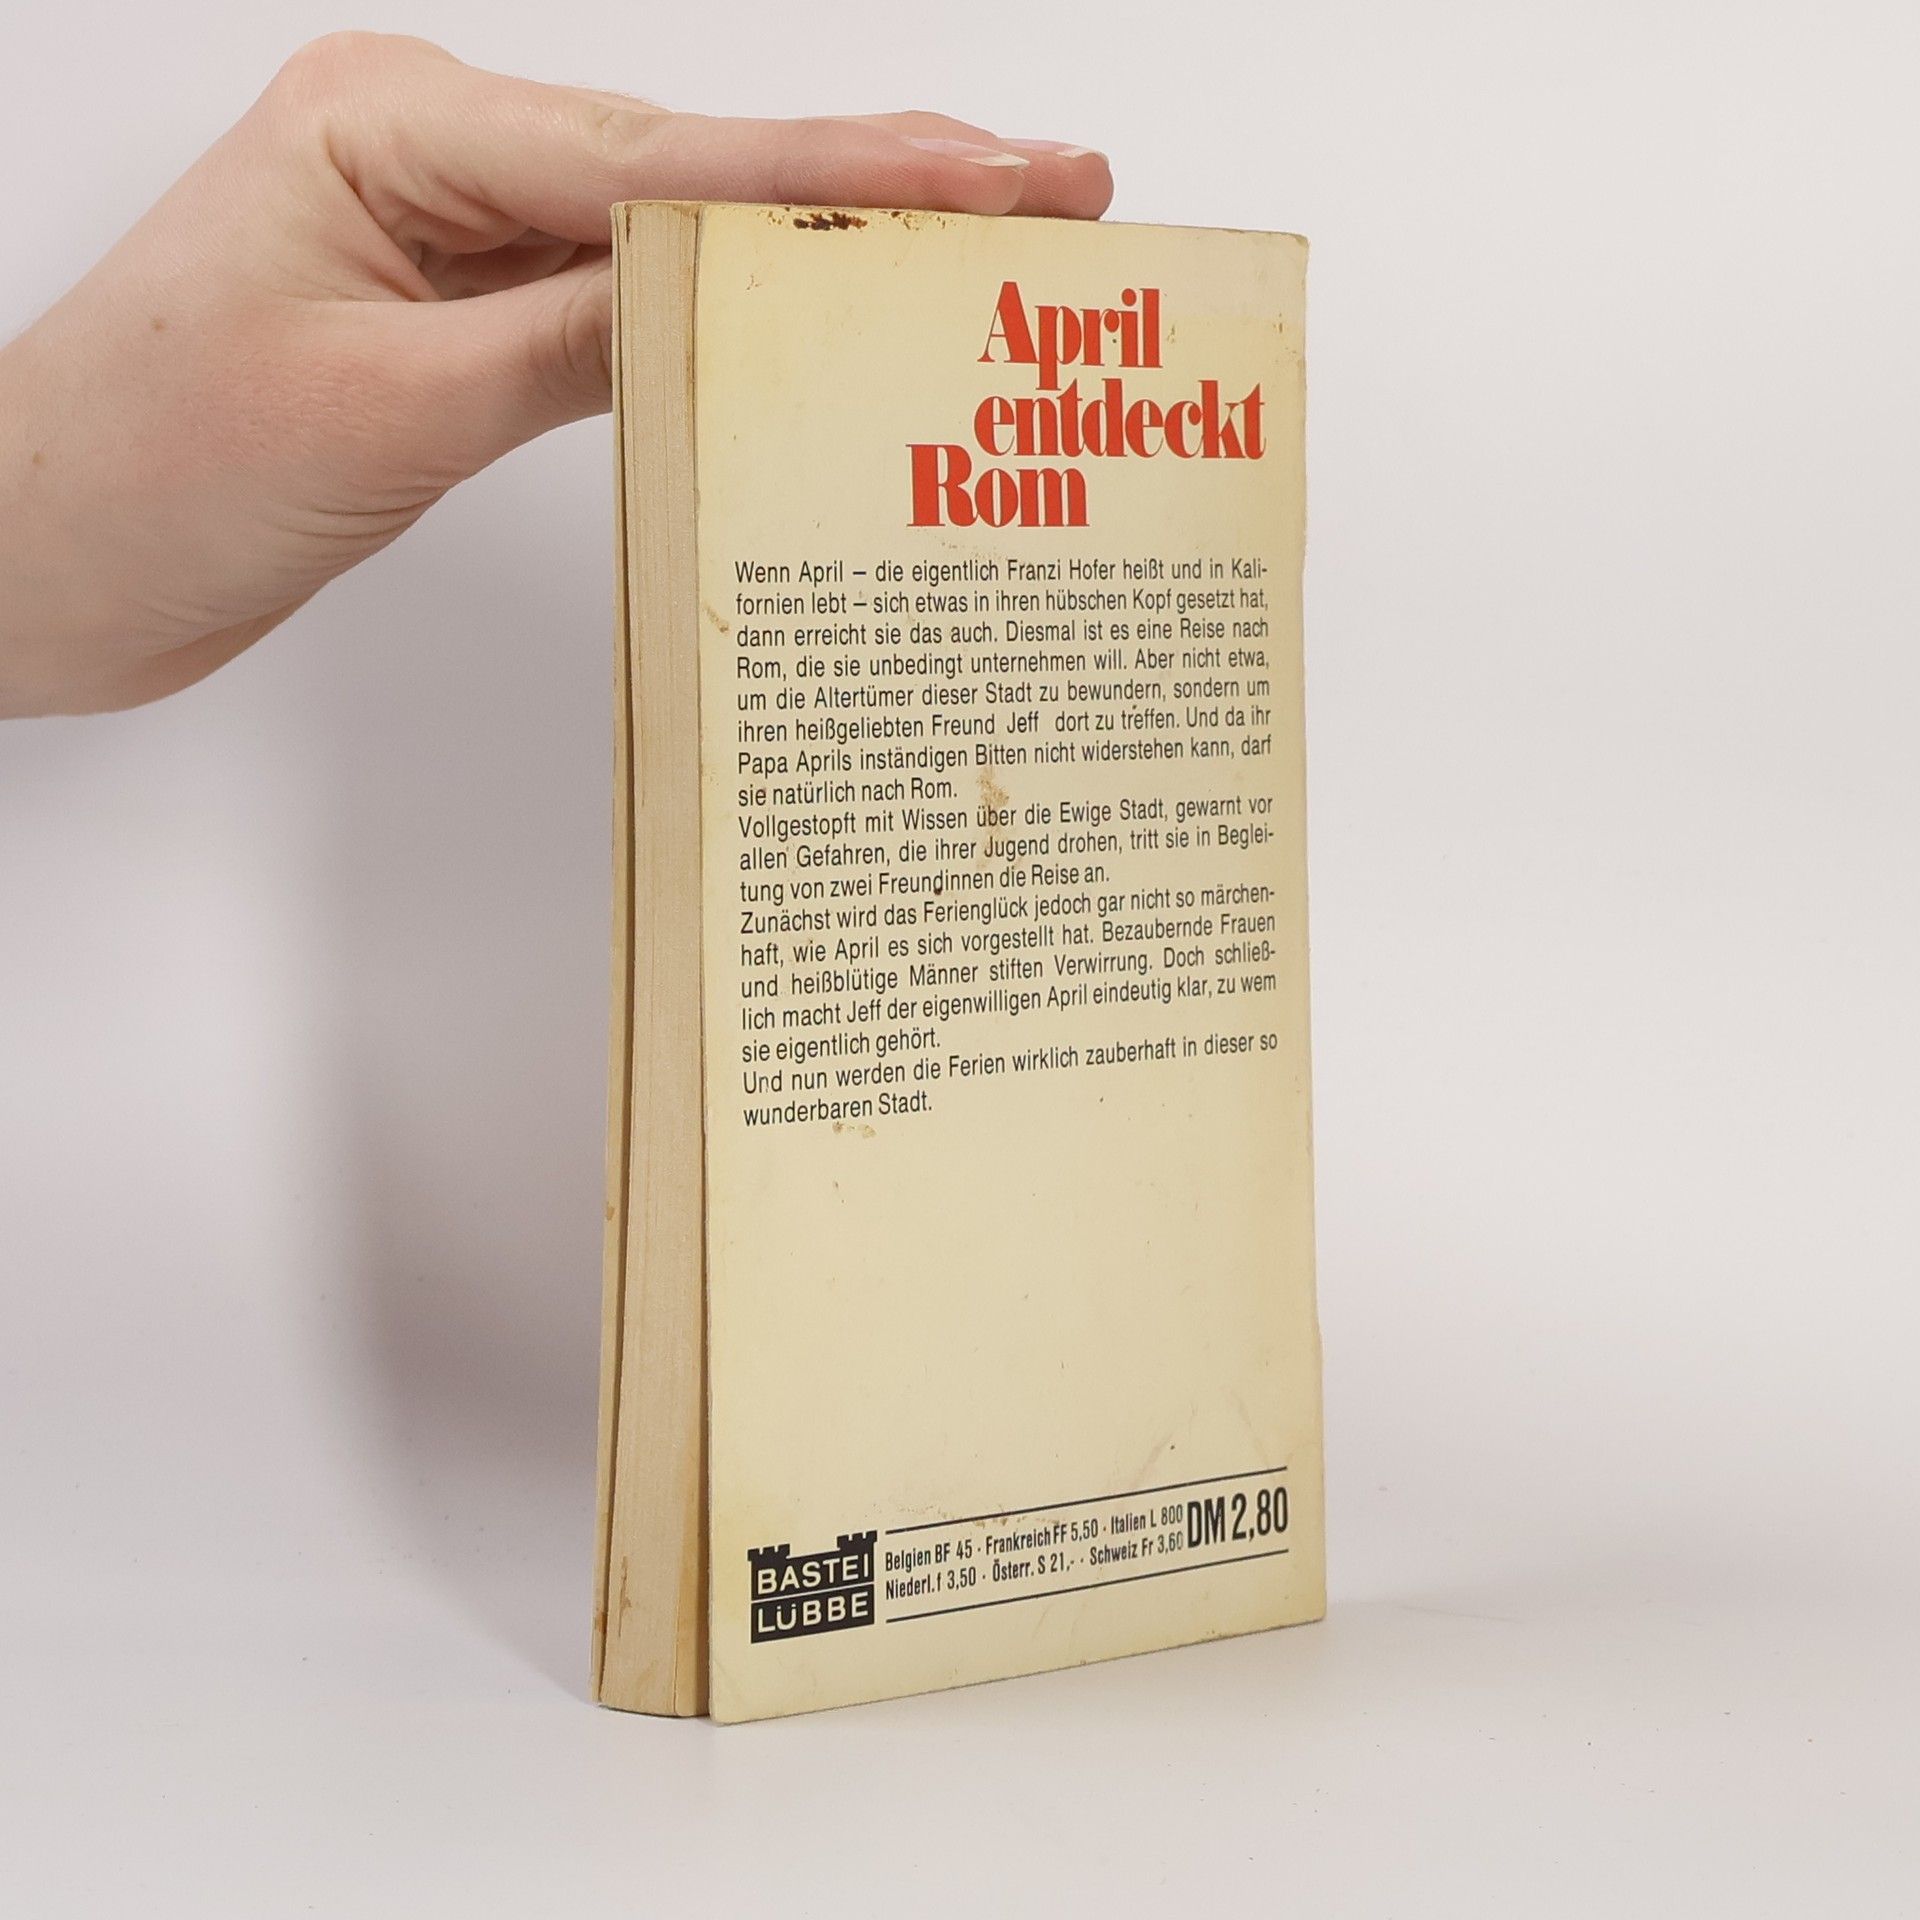 April
entdeckt
Rom
Wenn April – die eigentlich Franzi Hofer heißt und in Kali-
fornien lebt – sich etwas in ihren hübschen Kopf gesetzt hat,
dann erreicht sie das auch. Diesmal ist es eine Reise nach
Rom, die sie unbedingt unternehmen will. Aber nicht etwa,
um die Altertümer dieser Stadt zu bewundern, sondern um
ihren heißgeliebten Freund Jeff dort zu treffen. Und da ihr
Papa Aprils inständigen Bitten nicht widerstehen kann, darf
sie natürlich nach Rom.
Vollgestopft mit Wissen über die Ewige Stadt, gewarnt vor
allen Gefahren, die ihrer Jugend drohen, tritt sie in Beglei-
tung von zwei Freundinnen die Reise an.
Zunächst wird das Ferienglück jedoch gar nicht so märchen-
haft, wie April es sich vorgestellt hat. Bezaubernde Frauen
und heißblütige Männer stiften Verwirrung. Doch schließ-
lich macht Jeff der eigenwilligen April eindeutig klar, zu wem
sie eigentlich gehört.
Und nun werden die Ferien wirklich zauberhaft in dieser so
wunderbaren Stadt.
BASTEI
LÜBBE
Belgien BF 45 · Frankreich FF 5,50 · Italien L 800
Niederl. f 3,50 · Österr. S 21,- · Schweiz Fr 3,60
DM 2,80